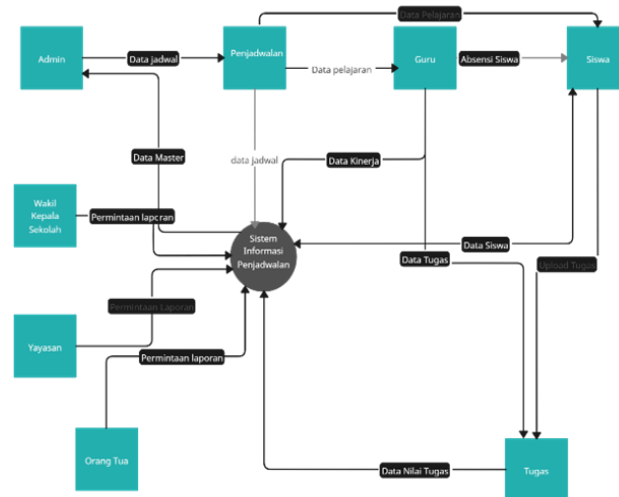 Data Pelajaran
Admin
Data jadwal
Penjadwalan
Data pelajaran
Guru
Absensi Siswa
Siswa
Data Master
data jadwal
Data Kinerja
Wakil
Kepala
Sekolah
Permintaan laporan
Sistem
Informasi
Penjadwalan
Data Siswa
Data Tugas
Upload Tugas
Permintaan Laporan
Yayasan
Permintaan laporan
Orang Tua
Data Nilai Tugas
Tugas